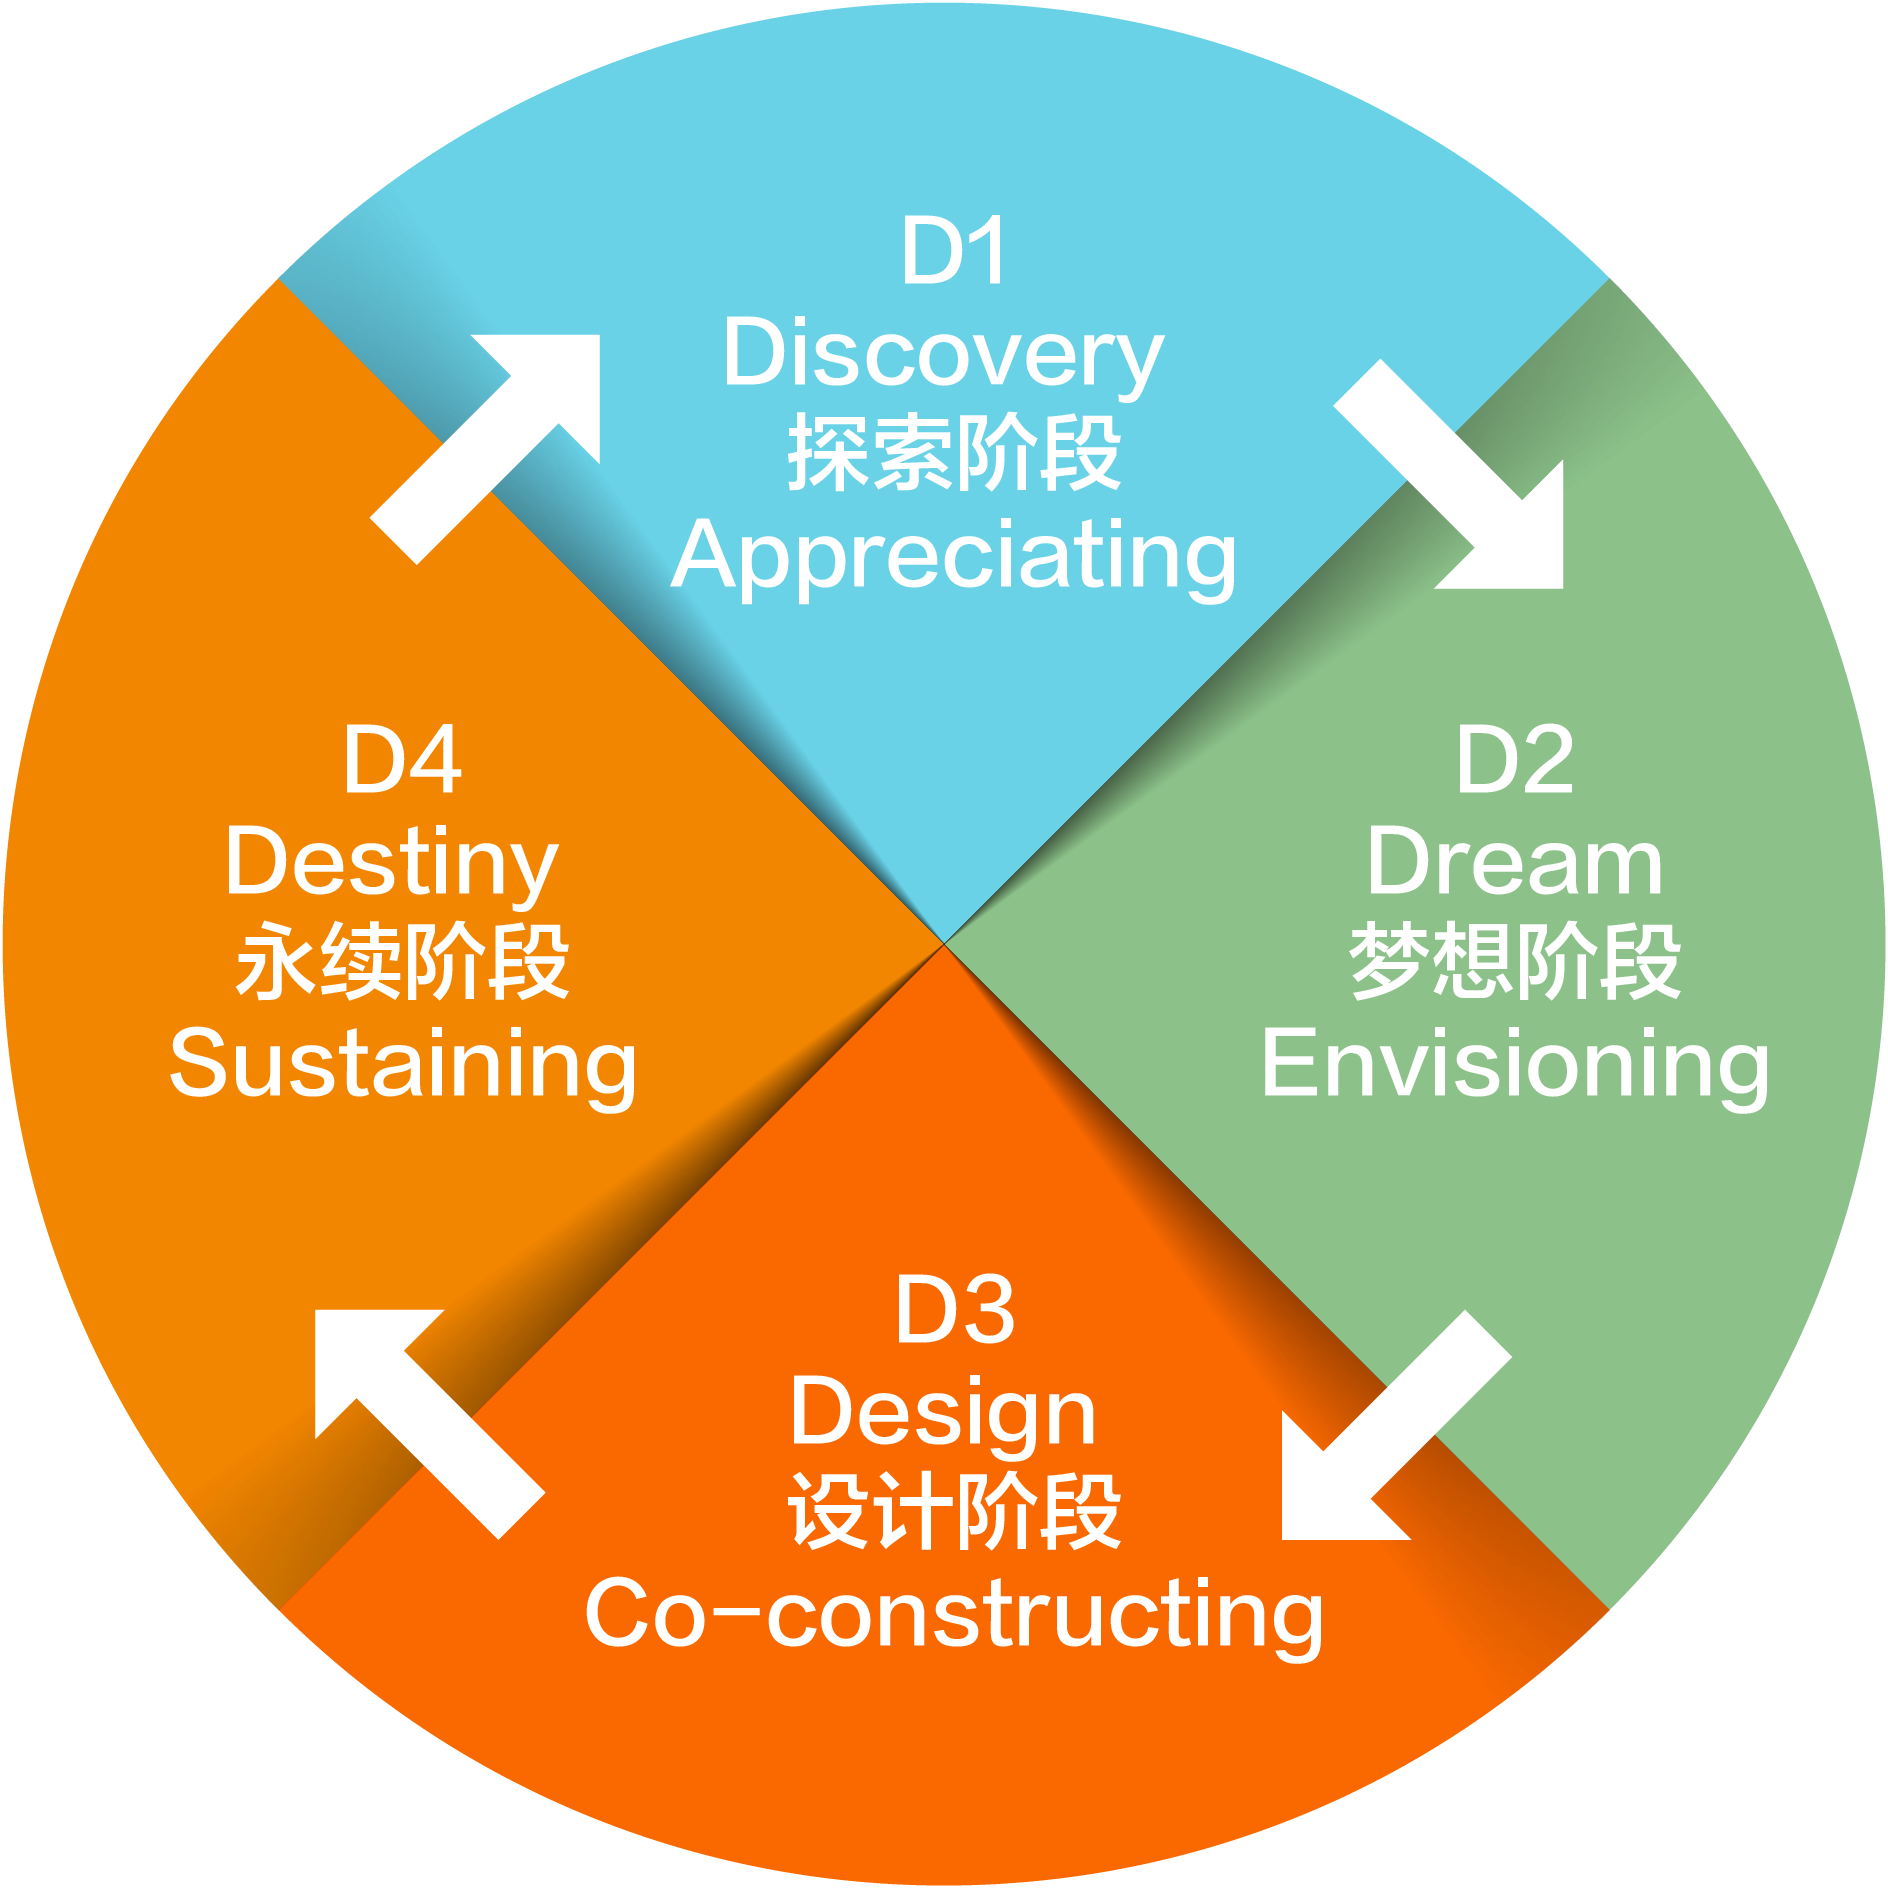 D1
Discovery
探索阶段
Appreciating
D2
Dream
梦想阶段
Envisioning
D3
Design
设计阶段
Co-constructing
D4
Destiny
永续阶段
Sustaining